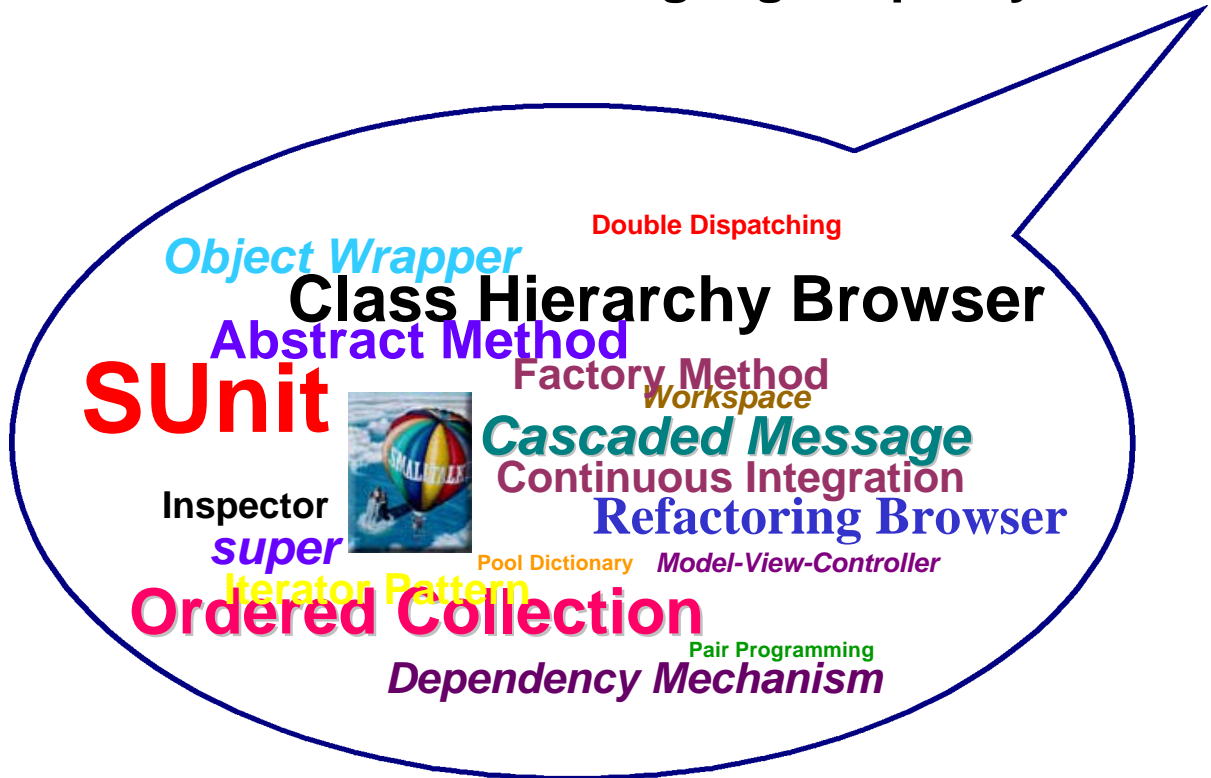 Double Dispatching
Object Wrapper
Class Hierarchy Browser
Abstract Method
Factory Method
SUnit
Workspace
Cascaded Message
SMALLTALK
Continuous Integration
Inspector
Refactoring Browser
super
Pool Dictionary
Model-View-Controller
Iterator Pattern
Ordered Collection
Pair Programming
Dependency Mechanism